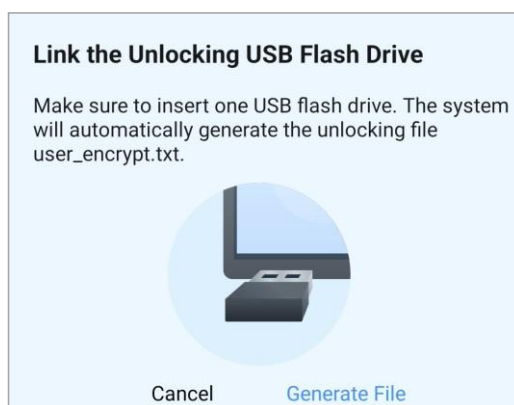 Link the Unlocking USB Flash Drive
Make sure to insert one USB flash drive. The system
will automatically generate the unlocking file
user_encrypt.txt.
Cancel
Generate File